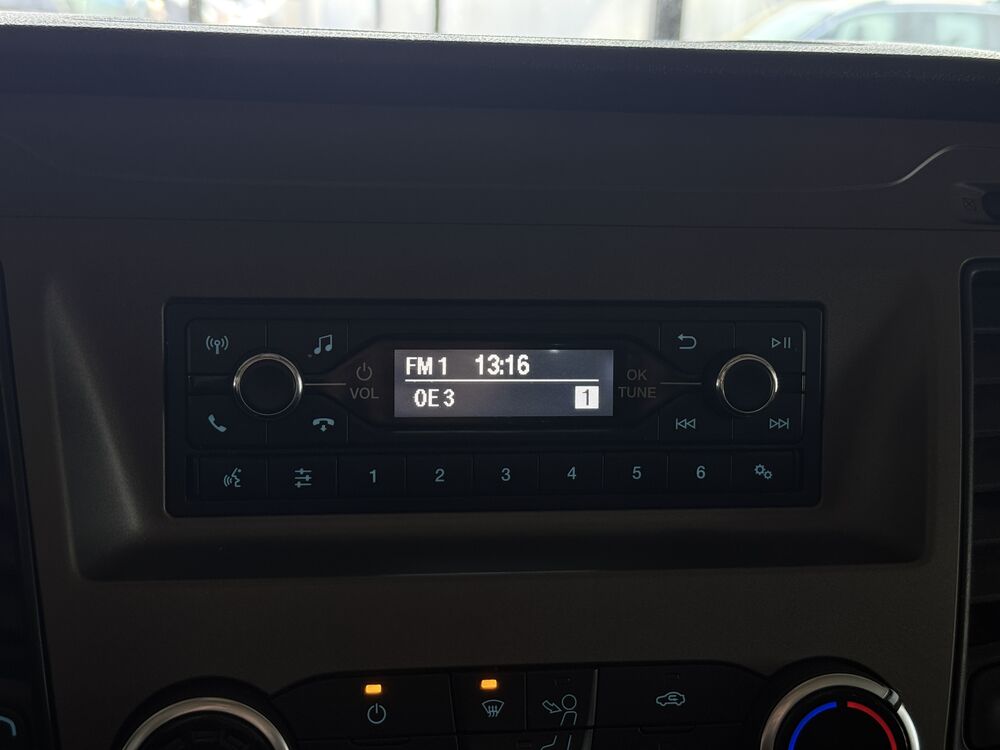 FM 1 13:16
OE 3 1
VOL
OK
TUNE
1 2 3 4 5 6